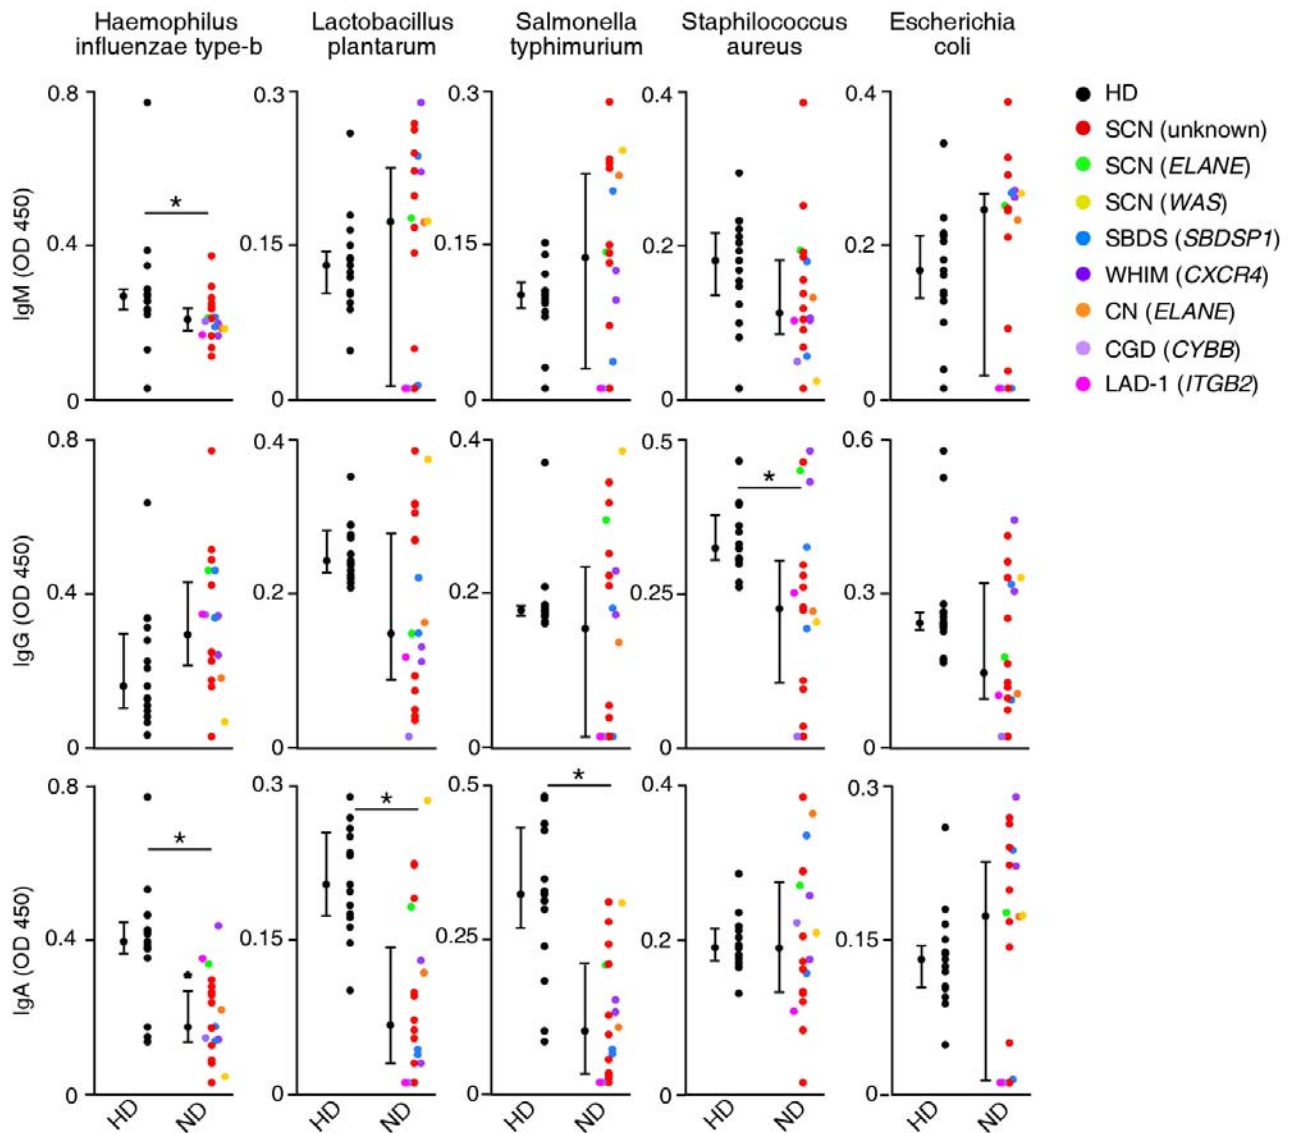 Haemophilus
influenzae type-b
Lactobacillus
plantarum
Salmonella
typhimurium
Staphilococcus
aureus
Escherichia
coli
IgM (OD 450)
0.8
0.4
0
*
0.3
0.15
0
0.3
0.15
0
0.4
0.2
0
0.4
0.2
0
HD
SCN (unknown)
SCN (ELANE)
SCN (WAS)
SBDS (SBDSP1)
WHIM (CXCR4)
CN (ELANE)
CGD (CYBB)
LAD-1 (ITGB2)
IgG (OD 450)
0.8
0.4
0
0.4
0.2
0
0.4
0.2
0
0.5
0.25
0
*
0.6
0.3
0
IgA (OD 450)
0.8
0.4
0
*
*
0.3
0.15
0
*
0.5
0.25
0
*
0.4
0.2
0
0.3
0.15
0
HD ND
HD ND
HD ND
HD ND
HD ND